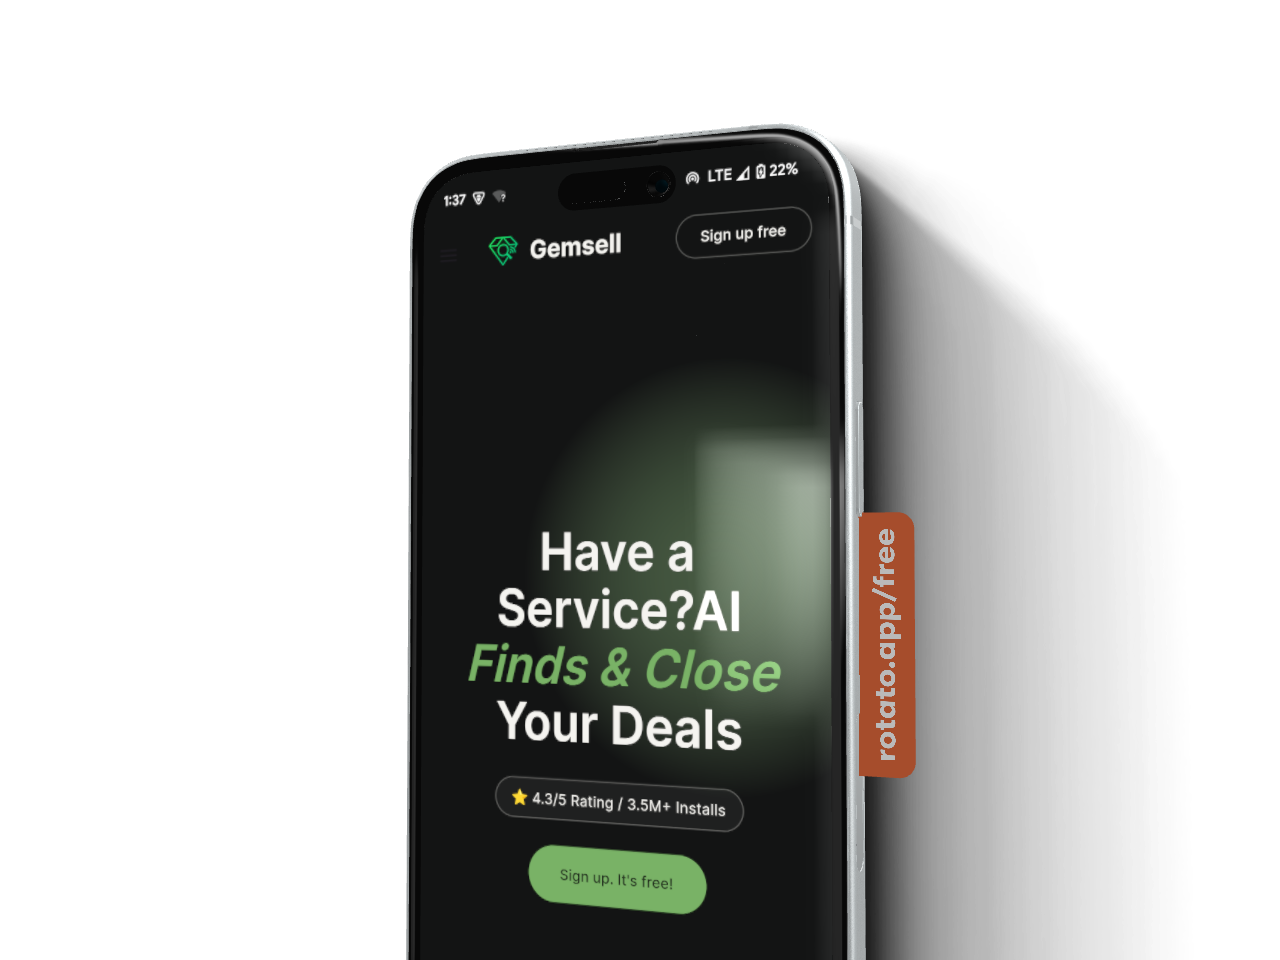 1:37 LTE 22%
Gemsell
Sign up free
Have a
Service?AI
Finds & Close
Your Deals
⭐ 4.3/5 Rating / 3.5M+ Installs
Sign up. It's free!
rotato.app/free